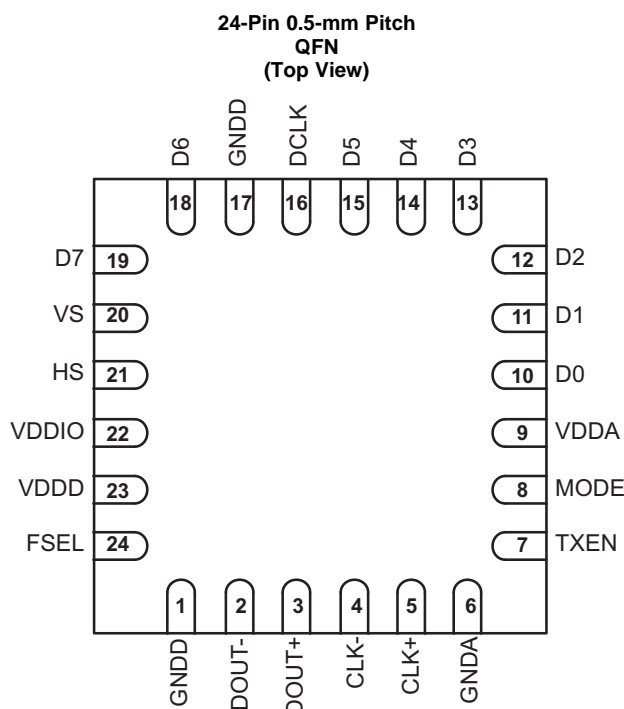 24-Pin 0.5-mm Pitch
QFN
(Top View)
D6
GNDD
DCLK
D5
D4
D3
18
17
16
15
14
13
D7 19
12 D2
VS 20
11 D1
HS 21
10 D0
VDDIO 22
9 VDDA
VDDD 23
8 MODE
FSEL 24
7 TXEN
1
2
3
4
5
6
GNDD
DOUT-
DOUT+
CLK-
CLK+
GNDA